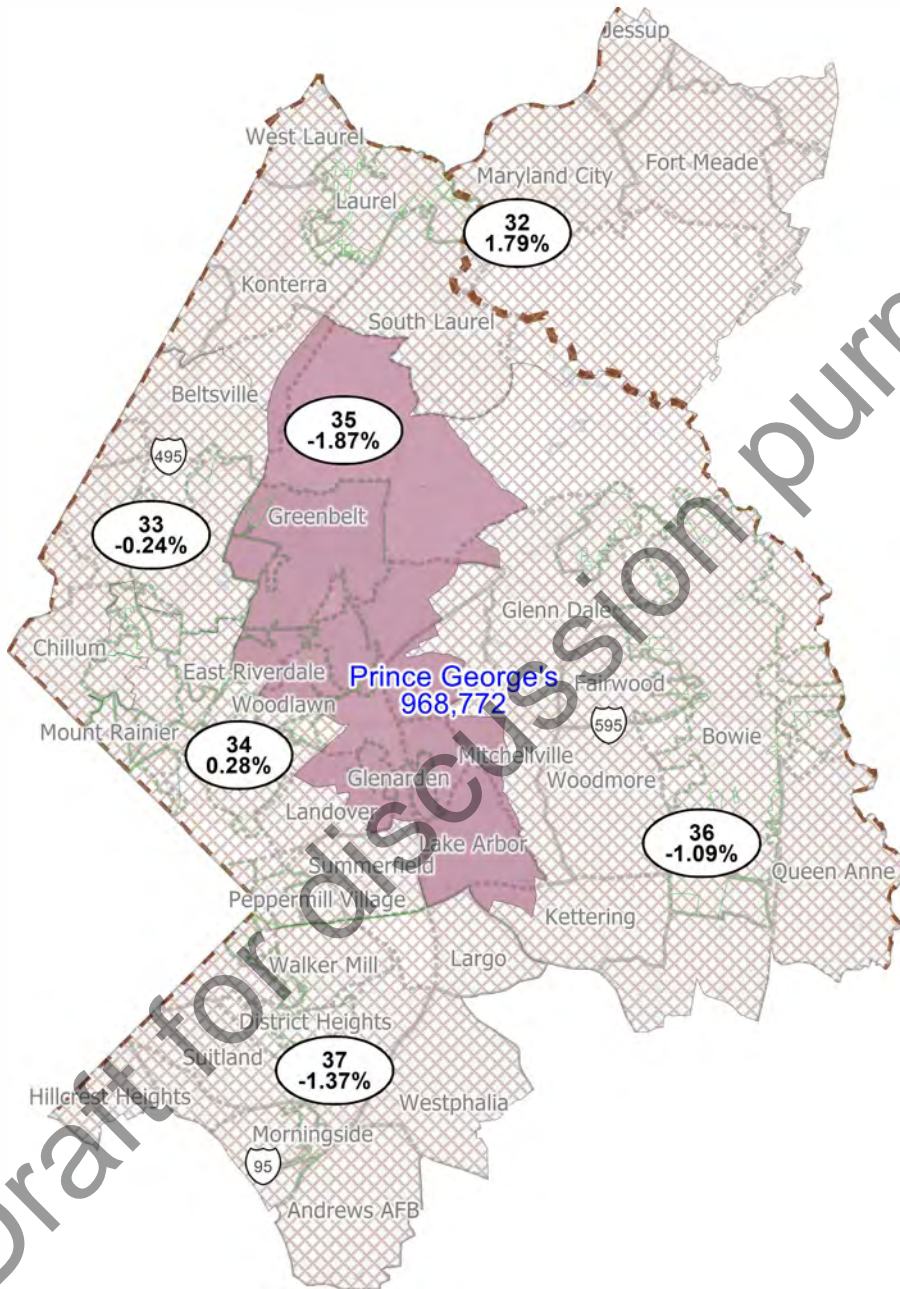 Jessup
West Laurel
Maryland City
Fort Meade
Laurel
32
1.79%
Konterra
South Laurel
Beltsville
35
-1.87%
495
Greenbelt
33
-0.24%
Glenn Dale
Chillum
East Riverdale
Prince George's
968,772
Fairwood
Woodlawn
Mount Rainier
595
Bowie
34
0.28%
Mitchellville
Glenarden
Woodmore
Landover
Lake Arbor
36
-1.09%
Summerfield
Queen Anne
Peppermill Village
Kettering
Walker Mill
Largo
District Heights
Suitland
37
-1.37%
Hillcrest Heights
Westphalia
Morningside
95
Andrews AFB
Draft for discussion purp